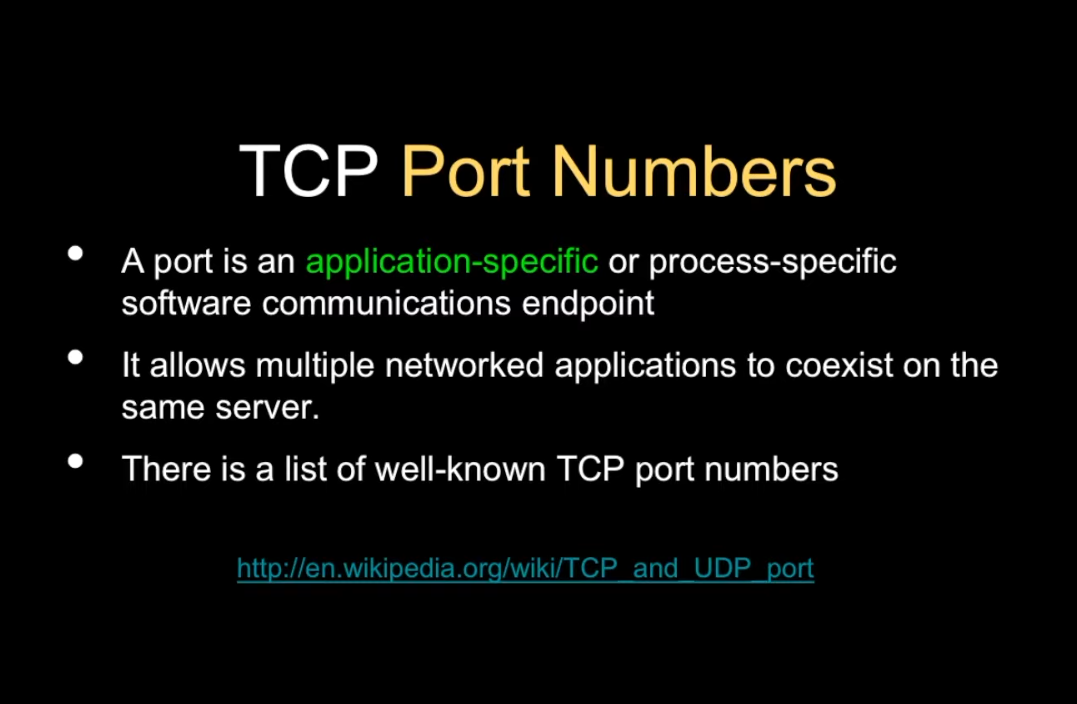 TCP Port Numbers
• A port is an application-specific or process-specific
software communications endpoint
• It allows multiple networked applications to coexist on the
same server.
• There is a list of well-known TCP port numbers
http://en.wikipedia.org/wiki/TCP_and_UDP_port